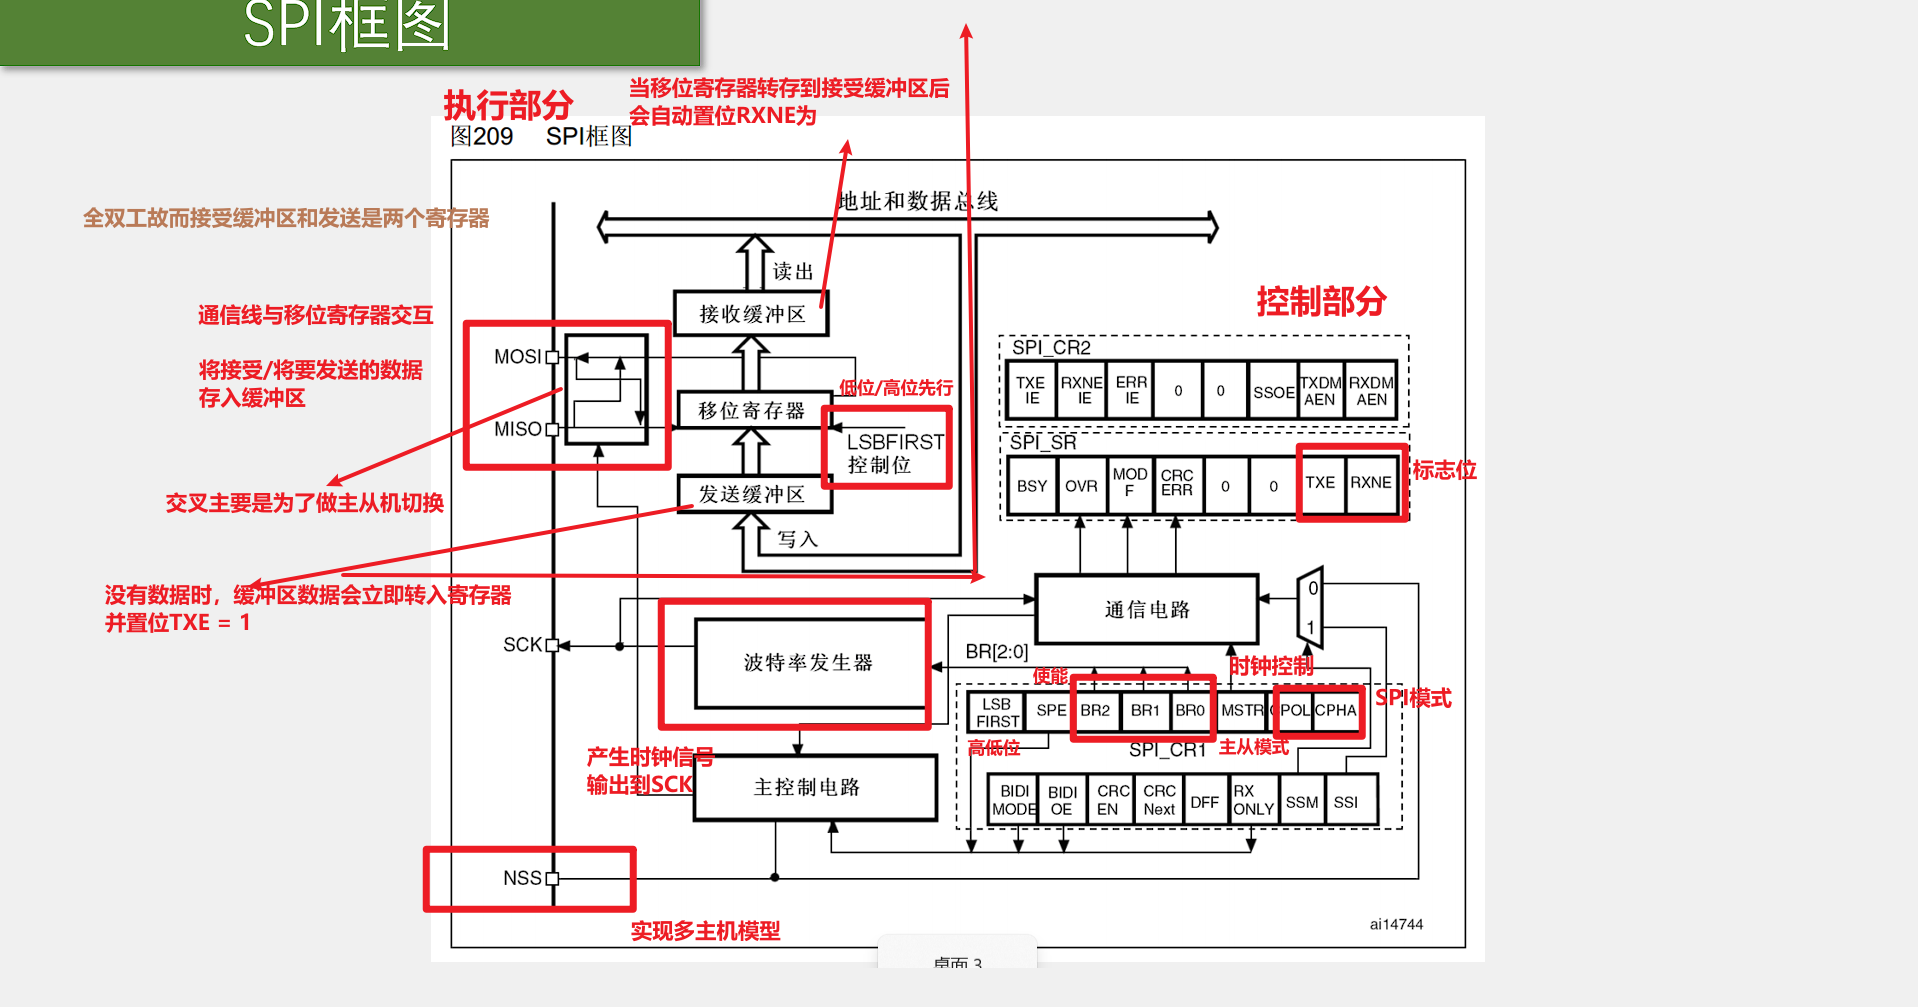 SPI框图
执行部分
当移位寄存器转存到接受缓冲区后
会自动置位RXNE为
图209 SPI框图
地址和数据总线
全双工故而接受缓冲区和发送是两个寄存器
读出
通信线与移位寄存器交互
接收缓冲区
控制部分
MOSI
SPI_CR2
将接受/将要发送的数据
存入缓冲区
低位/高位先行
TXE IE
RXNE IE
ERR IE
0
0
SSOE
TXDM AEN
RXDM AEN
移位寄存器
MISO
LSBFIRST
控制位
SPI_SR
BSY
OVR
MOD F
CRC ERR
0
0
TXE
RXNE
标志位
交叉主要是为了做主从机切换
发送缓冲区
写入
没有数据时，缓冲区数据会立即转入寄存器
并置位TXE = 1
通信电路
0
1
SCK
波特率发生器
BR[2:0]
使能
时钟控制
SPI模式
LSB FIRST
SPE
BR2
BR1
BR0
MSTR
CPOL
CPHA
高低位
SPI_CR1
主从模式
产生时钟信号
输出到SCK
主控制电路
BIDI MODE
BIDI OE
CRC EN
CRC Next
DFF
RX ONLY
SSM
SSI
NSS
实现多主机模型
ai14744
桌面 3